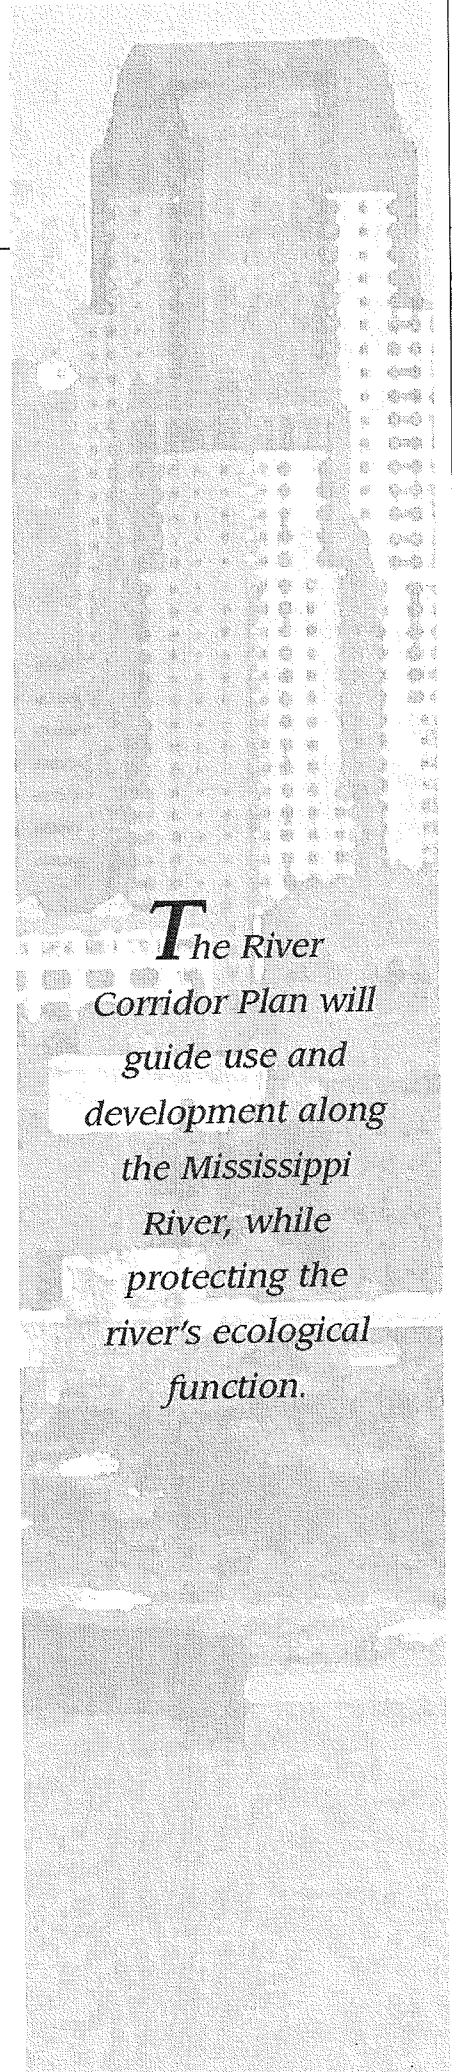 The River
Corridor Plan will
guide use and
development along
the Mississippi
River, while
protecting the
river's ecological
function.